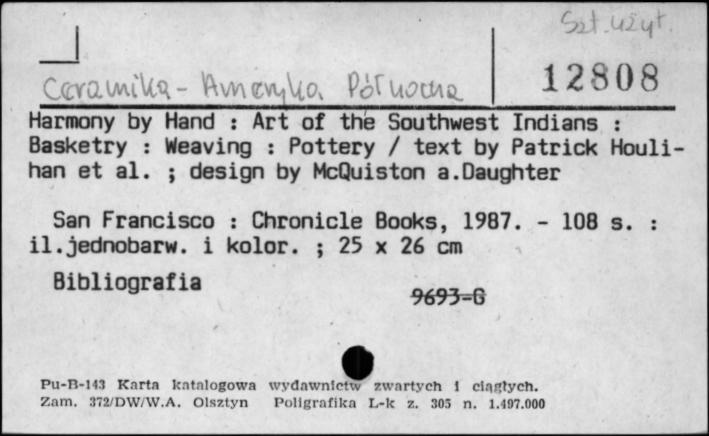 Szt. użyt.
12808
Ceramika - Ameryka Północna
Harmony by Hand : Art of the Southwest Indians :
Basketry : Weaving : Pottery / text by Patrick Houli-
han et al. ; design by McQuiston a.Daughter
San Francisco : Chronicle Books, 1987. - 108 s. :
il.jednobarw. i kolor. ; 25 x 26 cm
Bibliografia
9693-G
Pu-B-143 Karta katalogowa wydawnictw zwartych i ciągłych.
Zam. 372/DW/W.A. Olsztyn Poligrafika L-k z. 305 n. 1.497.000